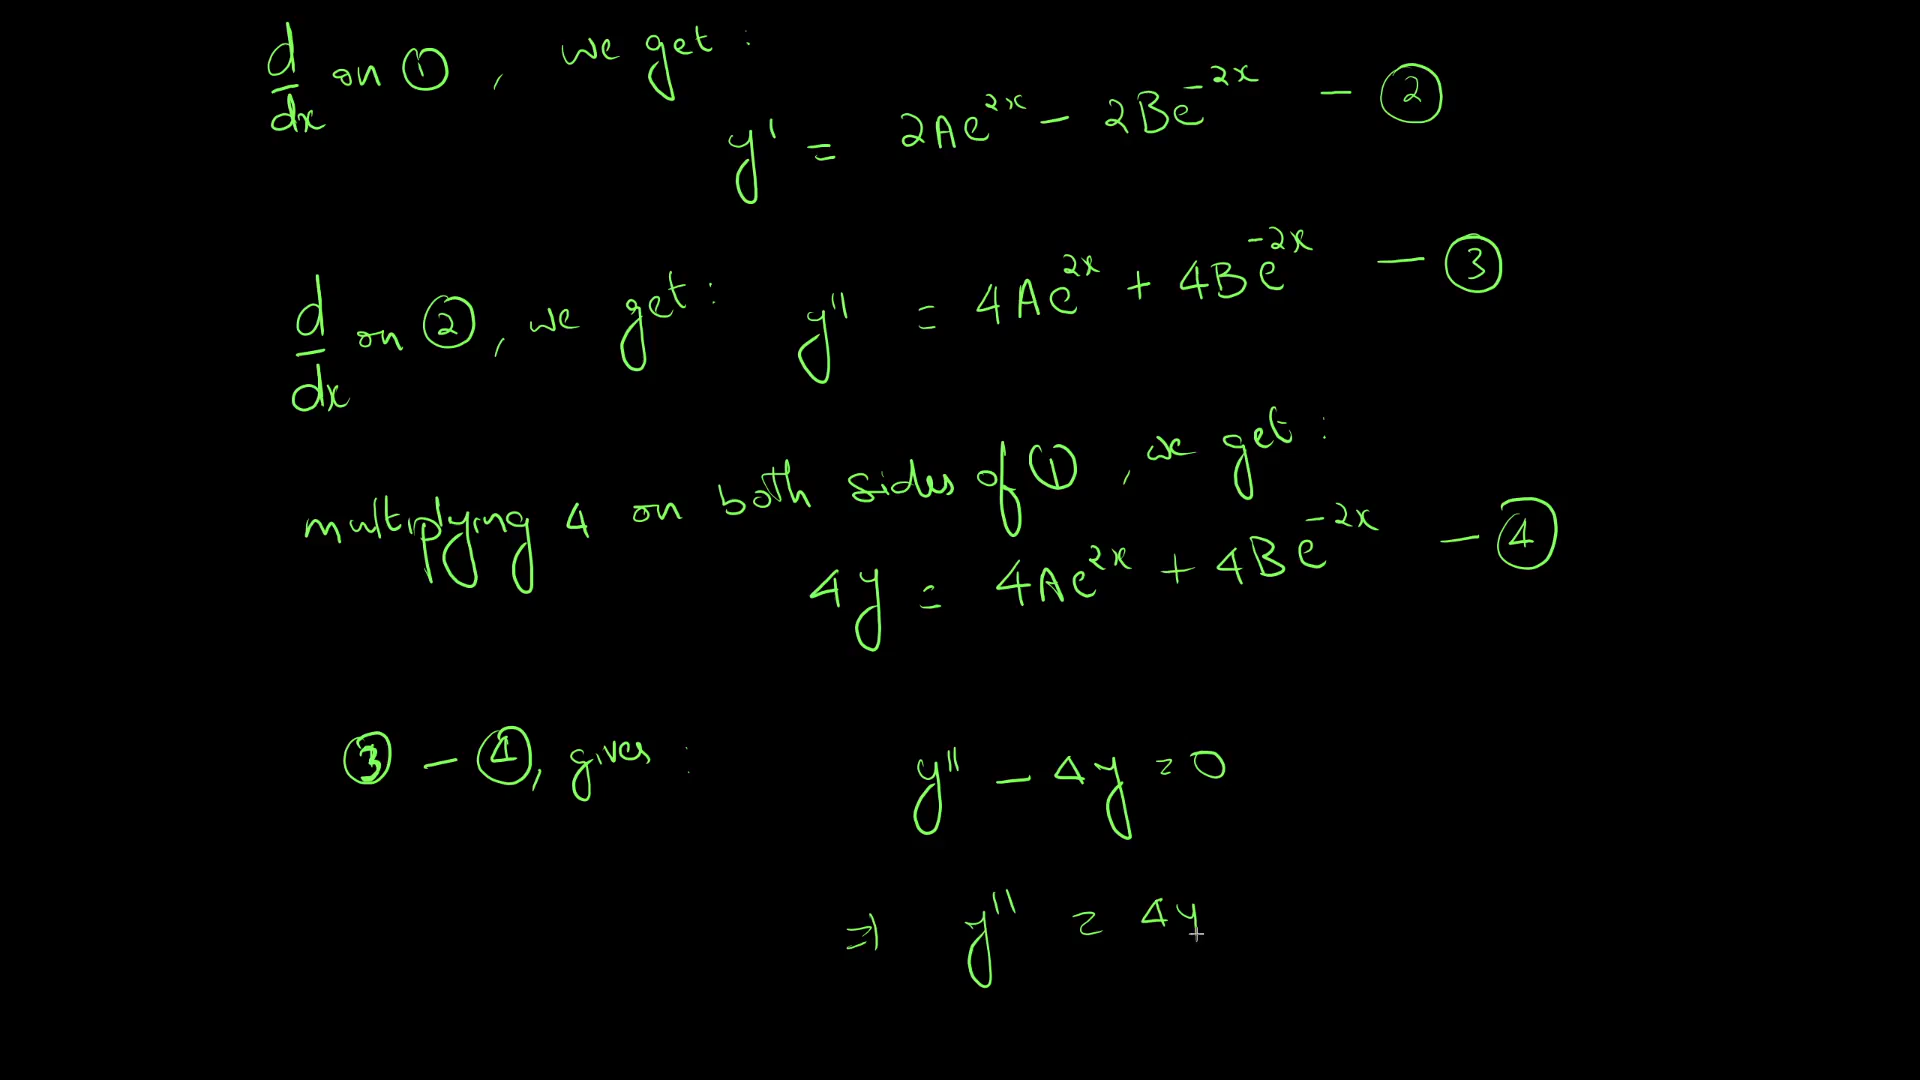 d/dx on ①, we get :
y' = 2Ae^{2x} - 2Be^{-2x} - ②
d/dx on ②, we get : y'' = 4Ae^{2x} + 4Be^{-2x} - ③
multiplying 4 on both sides of ①, we get :
4y = 4Ae^{2x} + 4Be^{-2x} - ④
③ - ④, gives : y'' - 4y = 0
⇒ y'' = 4y